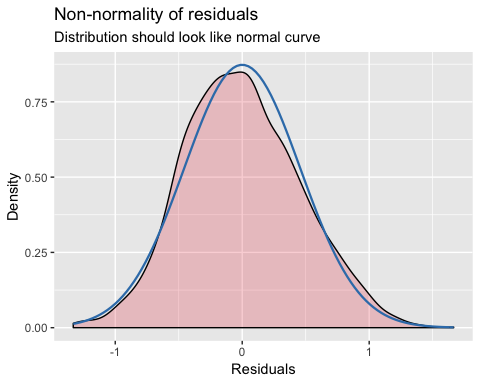 Non-normality of residuals
Distribution should look like normal curve
Density
0.75
0.50
0.25
0.00
-1
0
1
Residuals